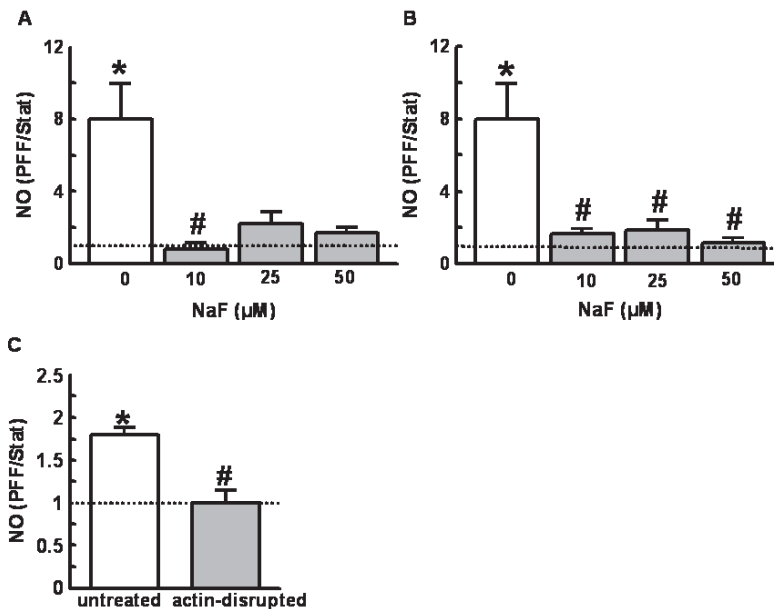 A
NO (PFF/Stat)
12
8
4
0
*
#
0 10 25 50
NaF (µM)
B
NO (PFF/Stat)
12
8
4
0
*
#
#
#
0 10 25 50
NaF (µM)
C
NO (PFF/Stat)
2.5
2
1.5
1
0.5
0
*
#
untreated actin-disrupted